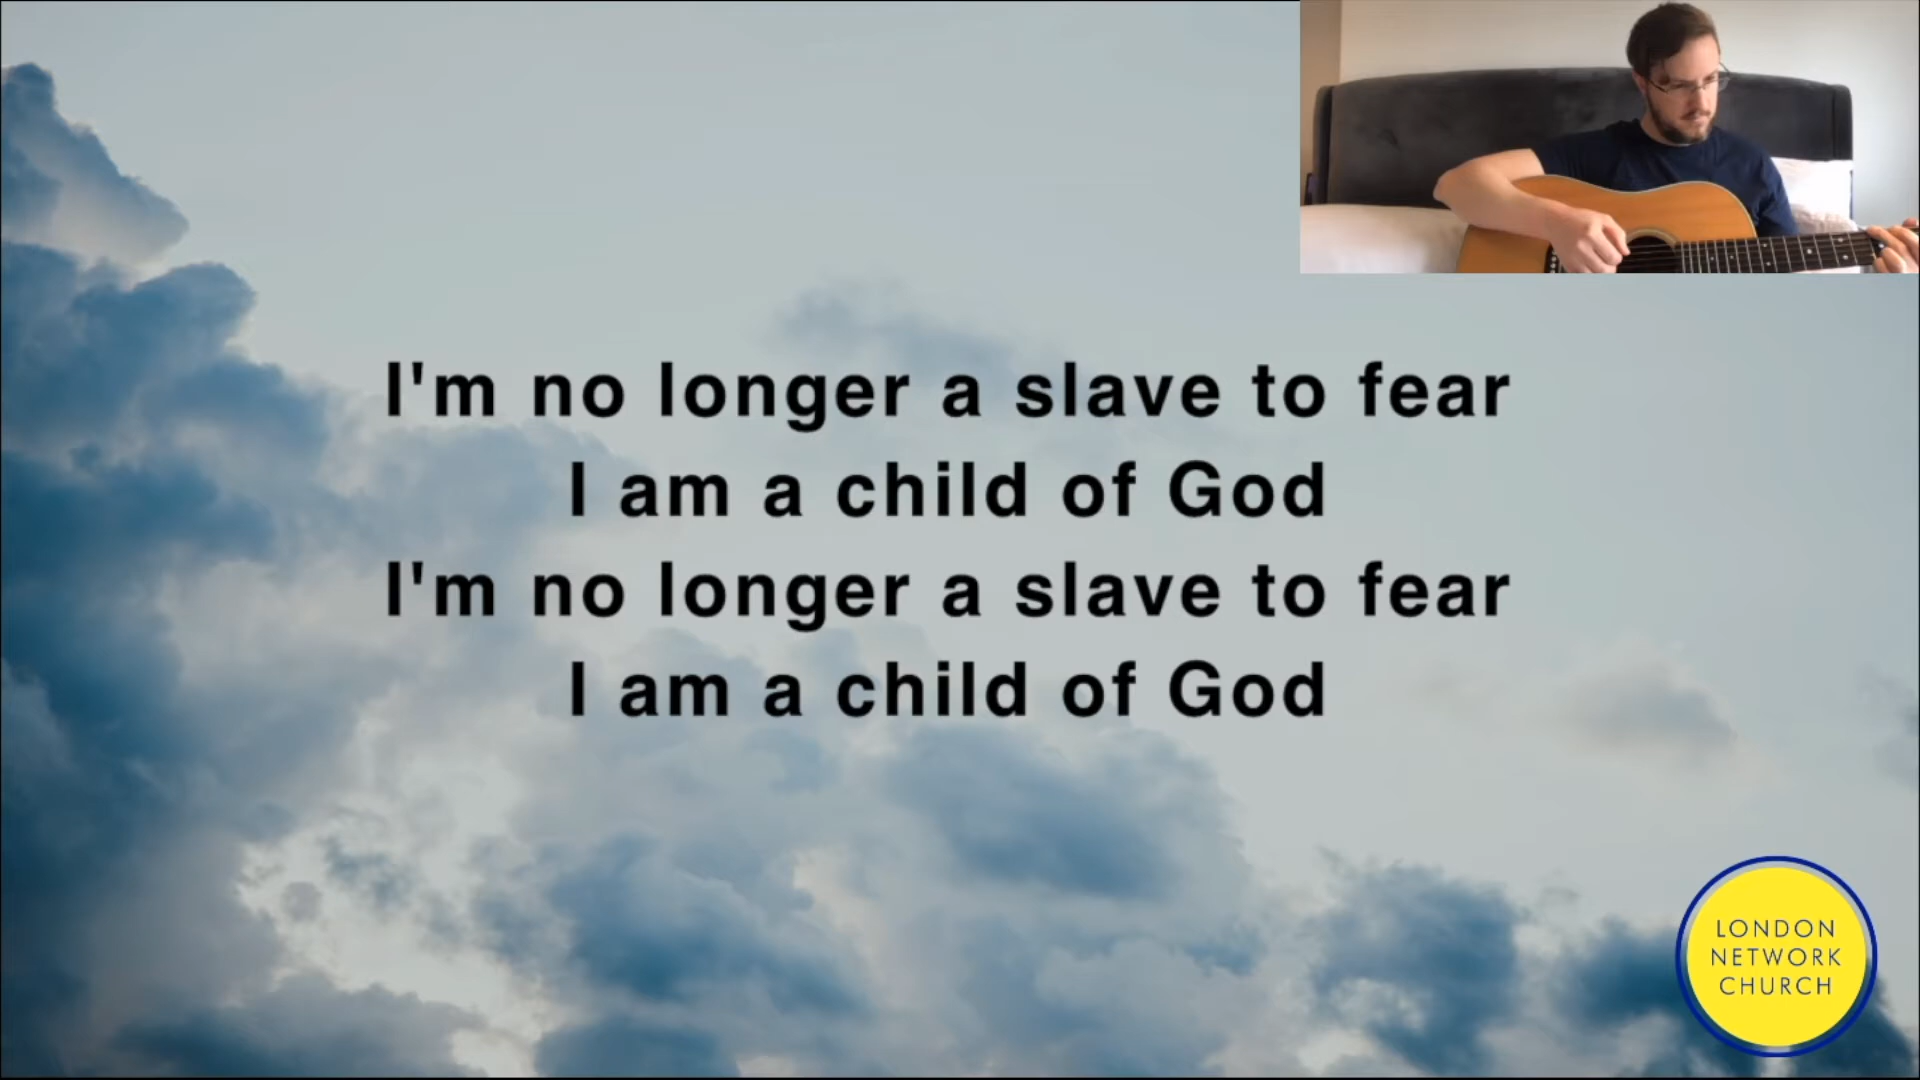 I'm no longer a slave to fear
I am a child of God
I'm no longer a slave to fear
I am a child of God
LONDON
NETWORK
CHURCH